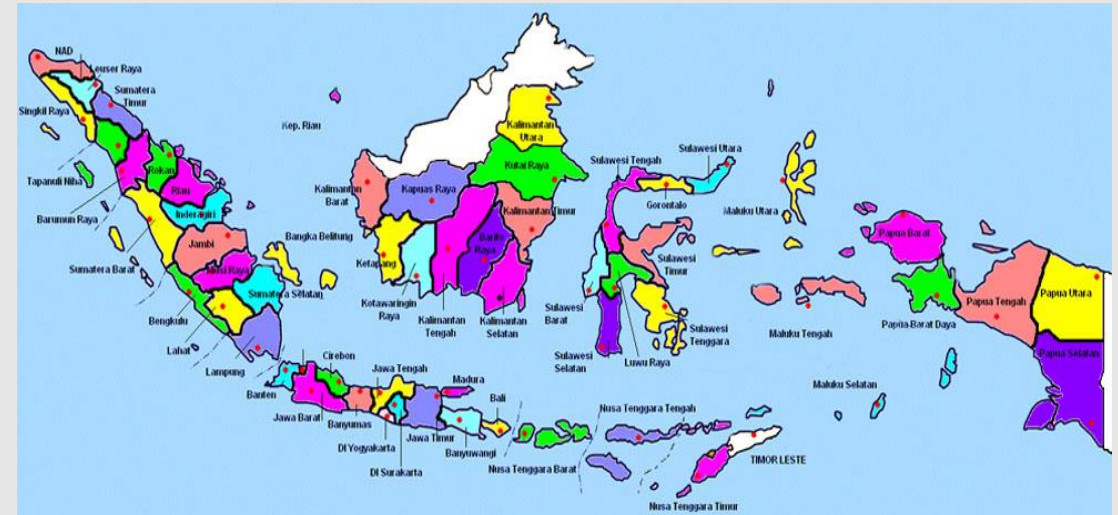 NAD
Leuser Raya
Sumatera
Timur
Singkil Raya
Tapanuli Niha
Rokan
Riau
Barumun Raya
Inderagiri
Jambi
Sumatera Barat
Musi Raya
Bangka Belitung
Sumatera Selatan
Bengkulu
Lahat
Lampung
Kep. Riau
Kalimantan
Barat
Kapuas Raya
Kalimantan
Utara
Kutai Raya
Kalimantan Timur
Barito
Raya
Ketapang
Kotawaringin
Raya
Kalimantan
Tengah
Kalimantan
Selatan
Sulawesi Tengah
Sulawesi Utara
Gorontalo
Sulawesi
Timur
Sulawesi
Barat
Sulawesi
Tenggara
Sulawesi
Selatan
Luwu Raya
Maluku Utara
Maluku Tengah
Maluku Selatan
Papua Barat
Papua Barat Daya
Papua Tengah
Papua Utara
Papua Selatan
Banten
Cirebon
Jawa Barat
Banyumas
Jawa Tengah
DI Yogyakarta
DI Surakarta
Jawa Timur
Madura
Banyuwangi
Bali
Nusa Tenggara Barat
Nusa Tenggara Tengah
Nusa Tenggara Timur
TIMOR LESTE